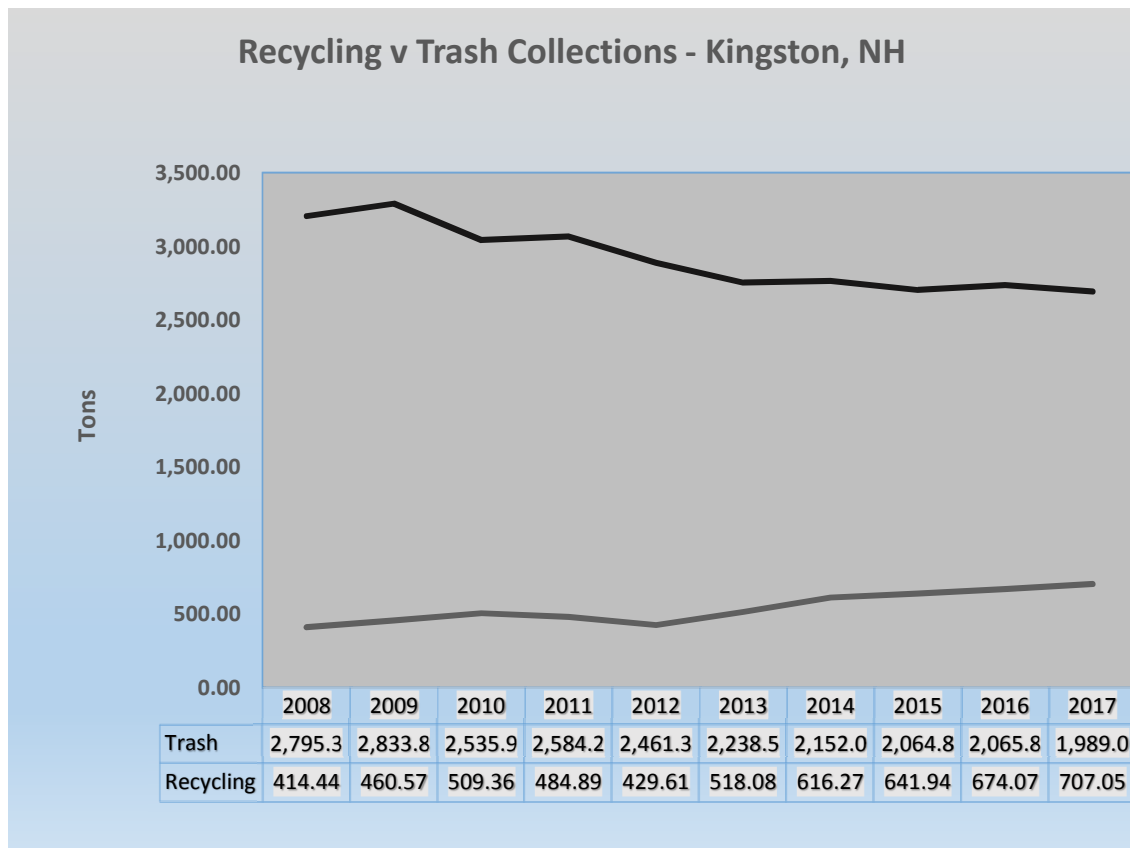 Recycling v Trash Collections - Kingston, NH
3,500.00
3,000.00
2,500.00
2,000.00
1,500.00
1,000.00
500.00
0.00
Tons
2008 2009 2010 2011 2012 2013 2014 2015 2016 2017
Trash 2,795.3 2,833.8 2,535.9 2,584.2 2,461.3 2,238.5 2,152.0 2,064.8 2,065.8 1,989.0
Recycling 414.44 460.57 509.36 484.89 429.61 518.08 616.27 641.94 674.07 707.05